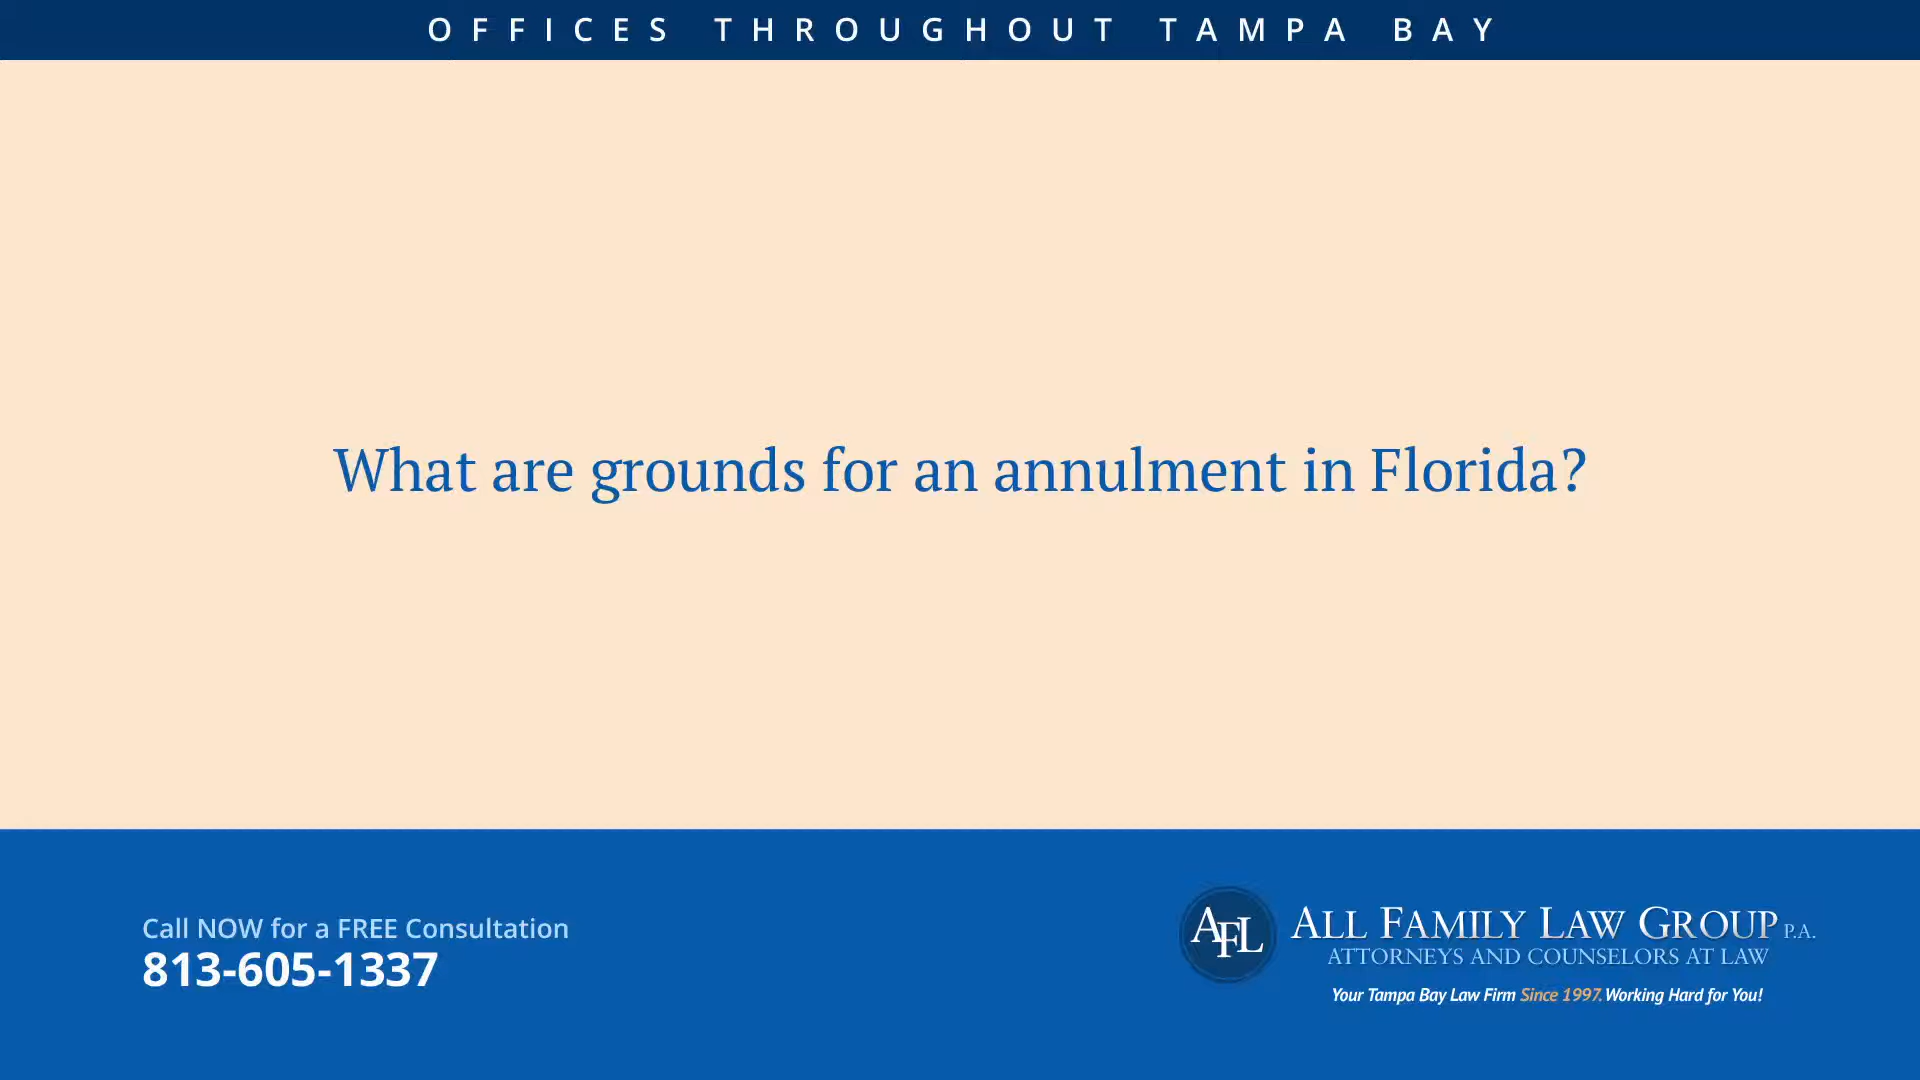 OFFICES THROUGHOUT TAMPA BAY
What are grounds for an annulment in Florida?
Call NOW for a FREE Consultation
813-605-1337
AFL
ALL FAMILY LAW GROUP P.A.
ATTORNEYS AND COUNSELORS AT LAW
Your Tampa Bay Law Firm Since 1997. Working Hard for You!